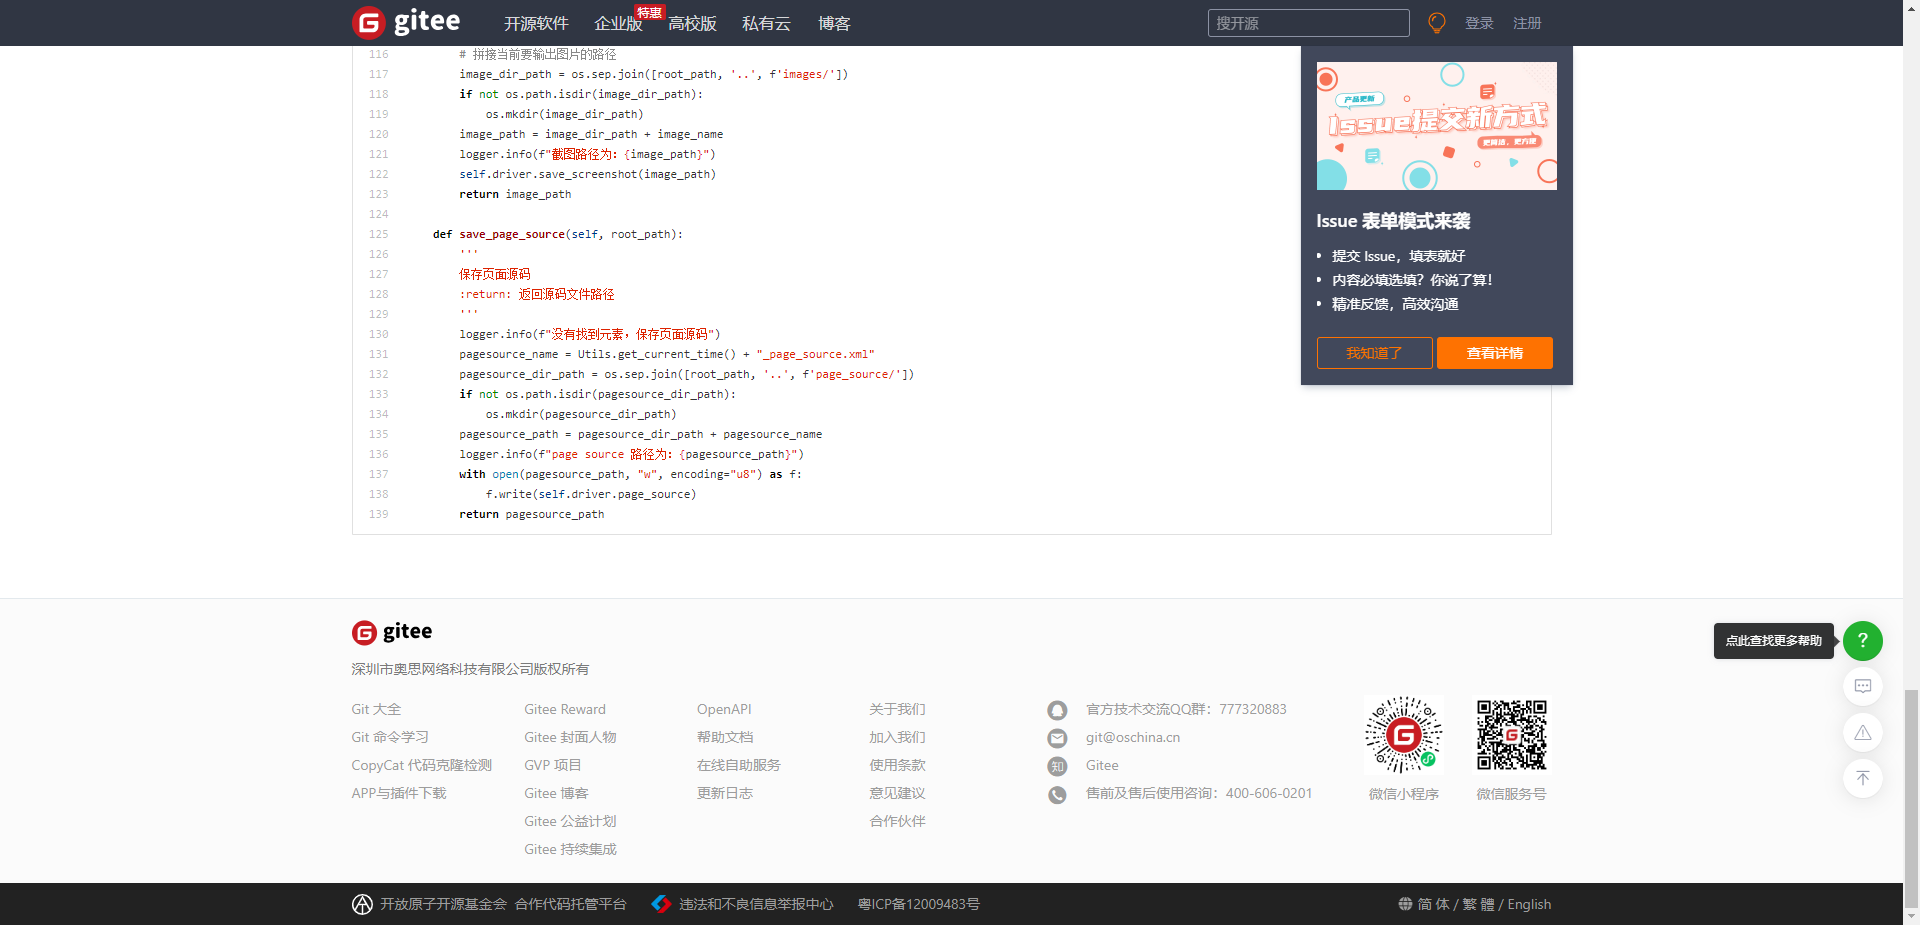 gitee
开源软件
企业版
特惠
高校版
私有云
博客
搜开源
登录
注册
116 # 拼接当前要输出图片的路径
117 image_dir_path = os.sep.join([root_path, '..', f'images/'])
118 if not os.path.isdir(image_dir_path):
119 os.mkdir(image_dir_path)
120 image_path = image_dir_path + image_name
121 logger.info(f"截图路径为: {image_path}")
122 self.driver.save_screenshot(image_path)
123 return image_path
124
125 def save_page_source(self, root_path):
126 '''
127 保存页面源码
128 :return: 返回源码文件路径
129 '''
130 logger.info(f"没有找到元素，保存页面源码")
131 pagesource_name = Utils.get_current_time() + "_page_source.xml"
132 pagesource_dir_path = os.sep.join([root_path, '..', f'page_source/'])
133 if not os.path.isdir(pagesource_dir_path):
134 os.mkdir(pagesource_dir_path)
135 pagesource_path = pagesource_dir_path + pagesource_name
136 logger.info(f"page source 路径为: {pagesource_path}")
137 with open(pagesource_path, "w", encoding="u8") as f:
138 f.write(self.driver.page_source)
139 return pagesource_path
产品更新
Issue提交新方式
更简洁，更方便
Issue 表单模式来袭
提交 Issue，填表就好
内容必填选填？你说了算！
精准反馈，高效沟通
我知道了
查看详情
gitee
深圳市奥思网络科技有限公司版权所有
Git 大全
Git 命令学习
CopyCat 代码克隆检测
APP与插件下载
Gitee Reward
Gitee 封面人物
GVP 项目
Gitee 博客
Gitee 公益计划
Gitee 持续集成
OpenAPI
帮助文档
在线自助服务
更新日志
关于我们
加入我们
使用条款
意见建议
合作伙伴
官方技术交流QQ群：777320883
git@oschina.cn
知 Gitee
售前及售后使用咨询：400-606-0201
微信小程序
微信服务号
点此查找更多帮助
?
开放原子开源基金会 合作代码托管平台
违法和不良信息举报中心
粤ICP备12009483号
简 体 / 繁 體 / English